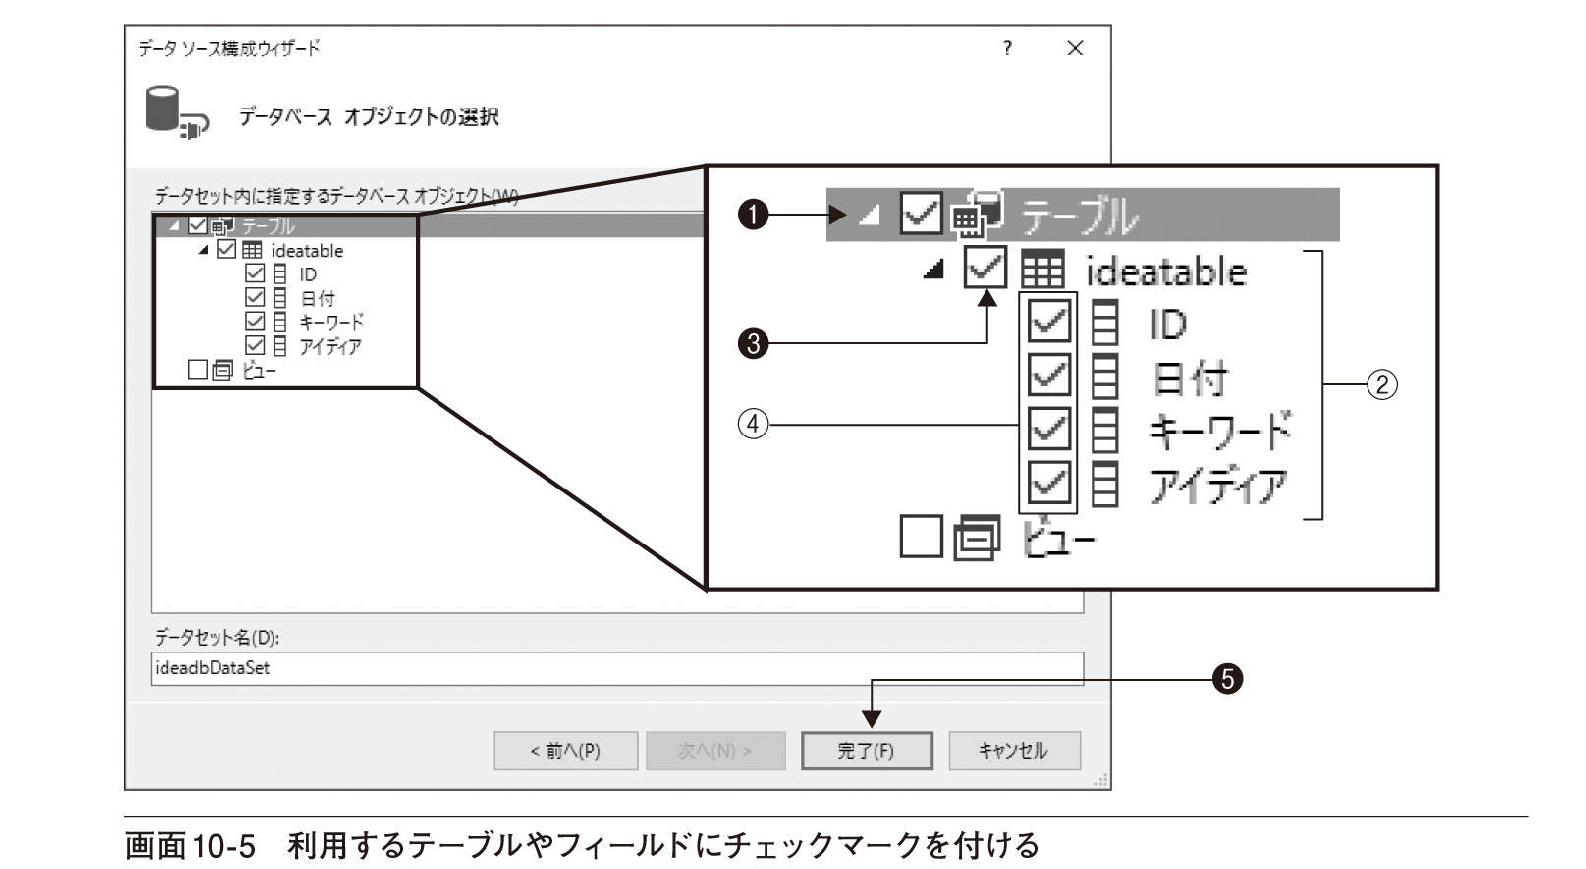 データ ソース構成ウィザード
?
データベース オブジェクトの選択
データセット内に指定するデータベース オブジェクト(W)
テーブル
ideatable
ID
日付
キーワード
アイディア
ビュー
❶
テーブル
ideatable
❸
ID
日付
②
④
キーワード
アイディア
ビュー
データセット名(D):
ideadbDataSet
❺
< 前へ(P)
次へ(N) >
完了(F)
キャンセル
画面10-5 利用するテーブルやフィールドにチェックマークを付ける